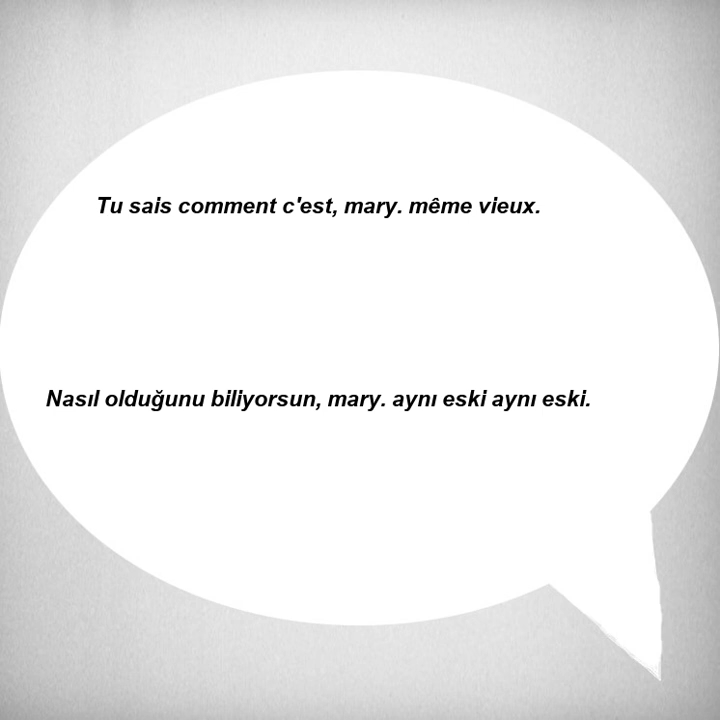 Tu sais comment c'est, mary. même vieux.
Nasıl olduğunu biliyorsun, mary. aynı eski aynı eski.